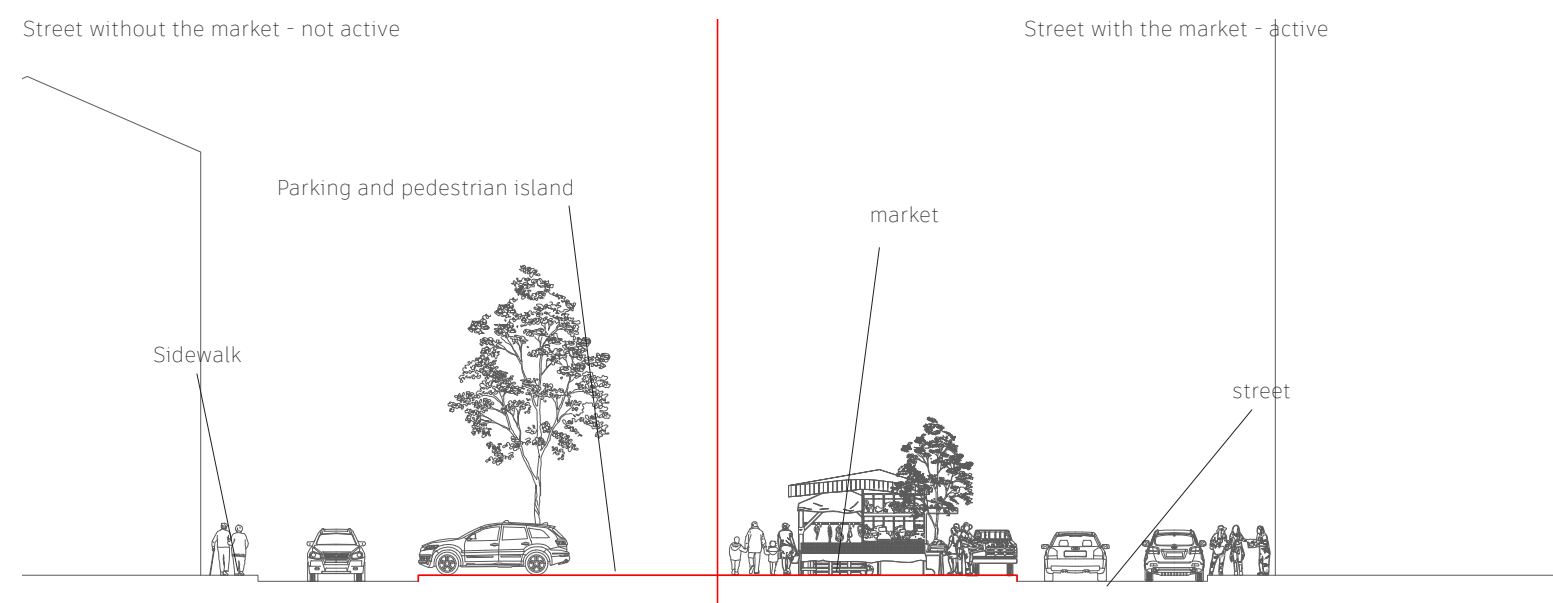 Street without the market - not active
Street with the market - active
Parking and pedestrian island
market
Sidewalk
street